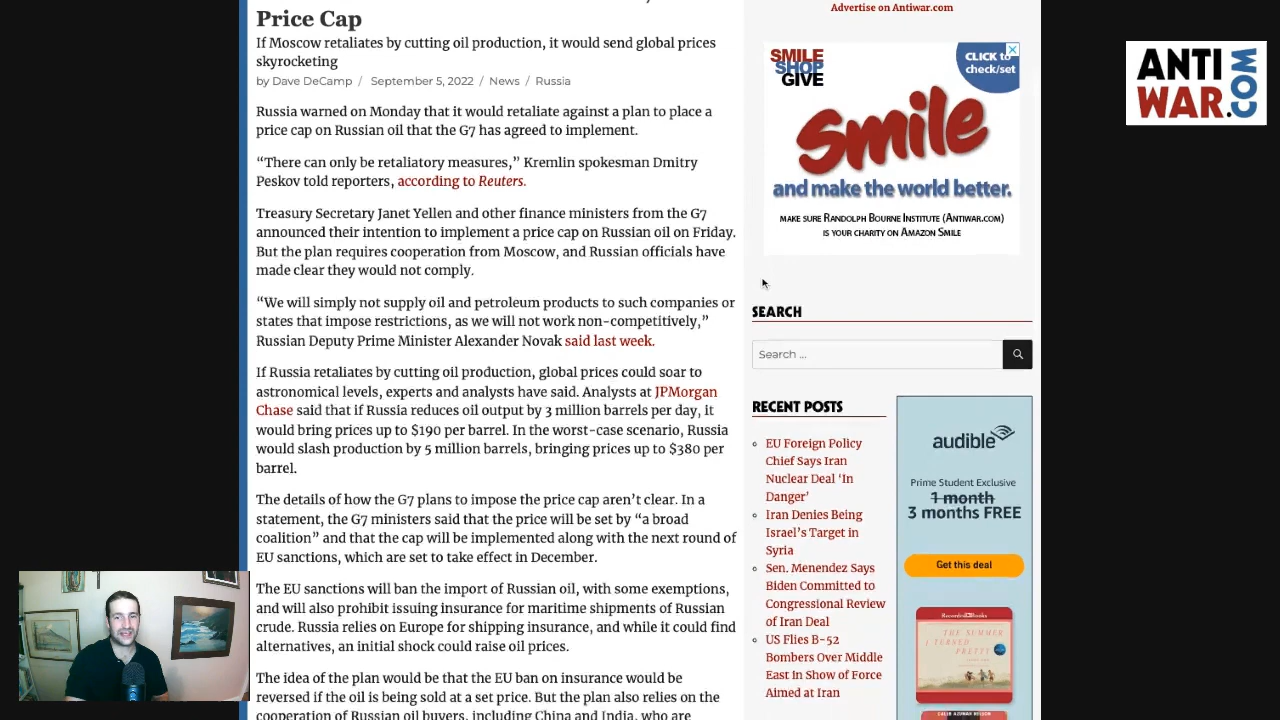 Price Cap
If Moscow retaliates by cutting oil production, it would send global prices
skyrocketing
by Dave DeCamp / September 5, 2022 / News / Russia
Russia warned on Monday that it would retaliate against a plan to place a
price cap on Russian oil that the G7 has agreed to implement.
“There can only be retaliatory measures,” Kremlin spokesman Dmitry
Peskov told reporters, according to Reuters.
Treasury Secretary Janet Yellen and other finance ministers from the G7
announced their intention to implement a price cap on Russian oil on Friday.
But the plan requires cooperation from Moscow, and Russian officials have
made clear they would not comply.
“We will simply not supply oil and petroleum products to such companies or
states that impose restrictions, as we will not work non-competitively,”
Russian Deputy Prime Minister Alexander Novak said last week.
If Russia retaliates by cutting oil production, global prices could soar to
astronomical levels, experts and analysts have said. Analysts at JPMorgan
Chase said that if Russia reduces oil output by 3 million barrels per day, it
would bring prices up to $190 per barrel. In the worst-case scenario, Russia
would slash production by 5 million barrels, bringing prices up to $380 per
barrel.
The details of how the G7 plans to impose the price cap aren’t clear. In a
statement, the G7 ministers said that the price will be set by “a broad
coalition” and that the cap will be implemented along with the next round of
EU sanctions, which are set to take effect in December.
The EU sanctions will ban the import of Russian oil, with some exemptions,
and will also prohibit issuing insurance for maritime shipments of Russian
crude. Russia relies on Europe for shipping insurance, and while it could find
alternatives, an initial shock could raise oil prices.
The idea of the plan would be that the EU ban on insurance would be
reversed if the oil is being sold at a set price. But the plan also relies on the
cooperation of Russian oil buyers, including China and India, who are
Advertise on Antiwar.com
SMILE
SHOP
GIVE
CLICK to
check/set
smile
and make the world better.
MAKE SURE RANDOLPH BOURNE INSTITUTE (ANTIWAR.COM)
IS YOUR CHARITY ON AMAZON SMILE
SEARCH
Search ...
RECENT POSTS
EU Foreign Policy
Chief Says Iran
Nuclear Deal ‘In
Danger’
Iran Denies Being
Israel’s Target in
Syria
Sen. Menendez Says
Biden Committed to
Congressional Review
of Iran Deal
US Flies B-52
Bombers Over Middle
East in Show of Force
Aimed at Iran
audible
Prime Student Exclusive
1 month
3 months FREE
Get this deal
Recorded Books
THE SUMMER
I TURNED
PRETTY
ANTI
WAR.COM